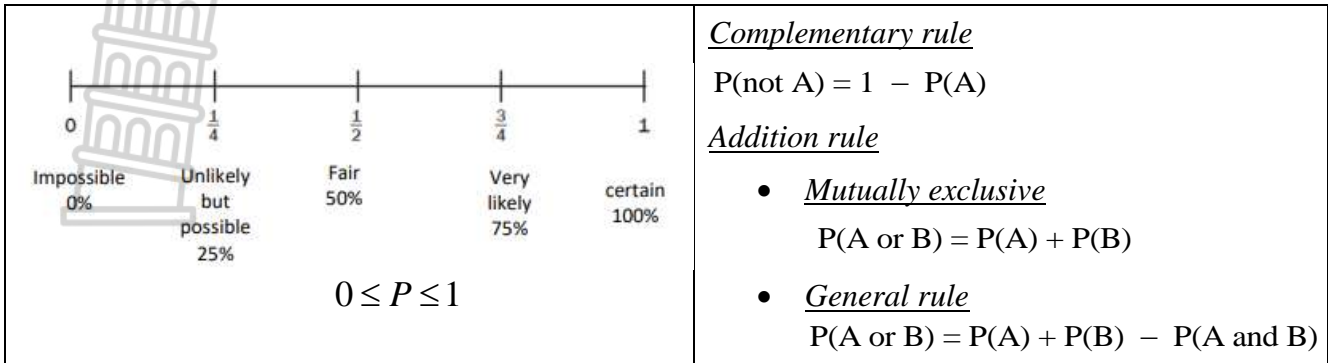 0 1/4 1/2 3/4 1
Impossible
0%
Unlikely
but
possible
25%
Fair
50%
Very
likely
75%
certain
100%
0 ≤ P ≤ 1
Complementary rule
P(not A) = 1 − P(A)
Addition rule
• Mutually exclusive
P(A or B) = P(A) + P(B)
• General rule
P(A or B) = P(A) + P(B) − P(A and B)